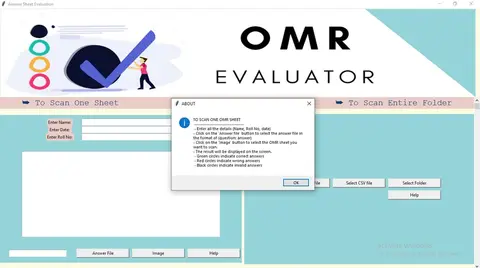 Answer Sheet Evaluation
OMR
EVALUATOR
To Scan One Sheet
To Scan Entire Folder
Enter Name:
Enter Date:
Enter Roll No:
ABOUT
TO SCAN ONE OMR SHEET
- Enter all the details (Name, Roll No, date)
- Click on the 'Answer file' button to select the answer file in
the format of (question: answer)
- Click on the 'Image' button to select the OMR sheet you
want to scan.
- The result will be displayed on the screen.
- Green circles indicate correct answers
- Red circles indicate wrong answers
- Black circles indicate invalid answers
OK
Select CSV file
Select Folder
Help
Answer File
Image
Help